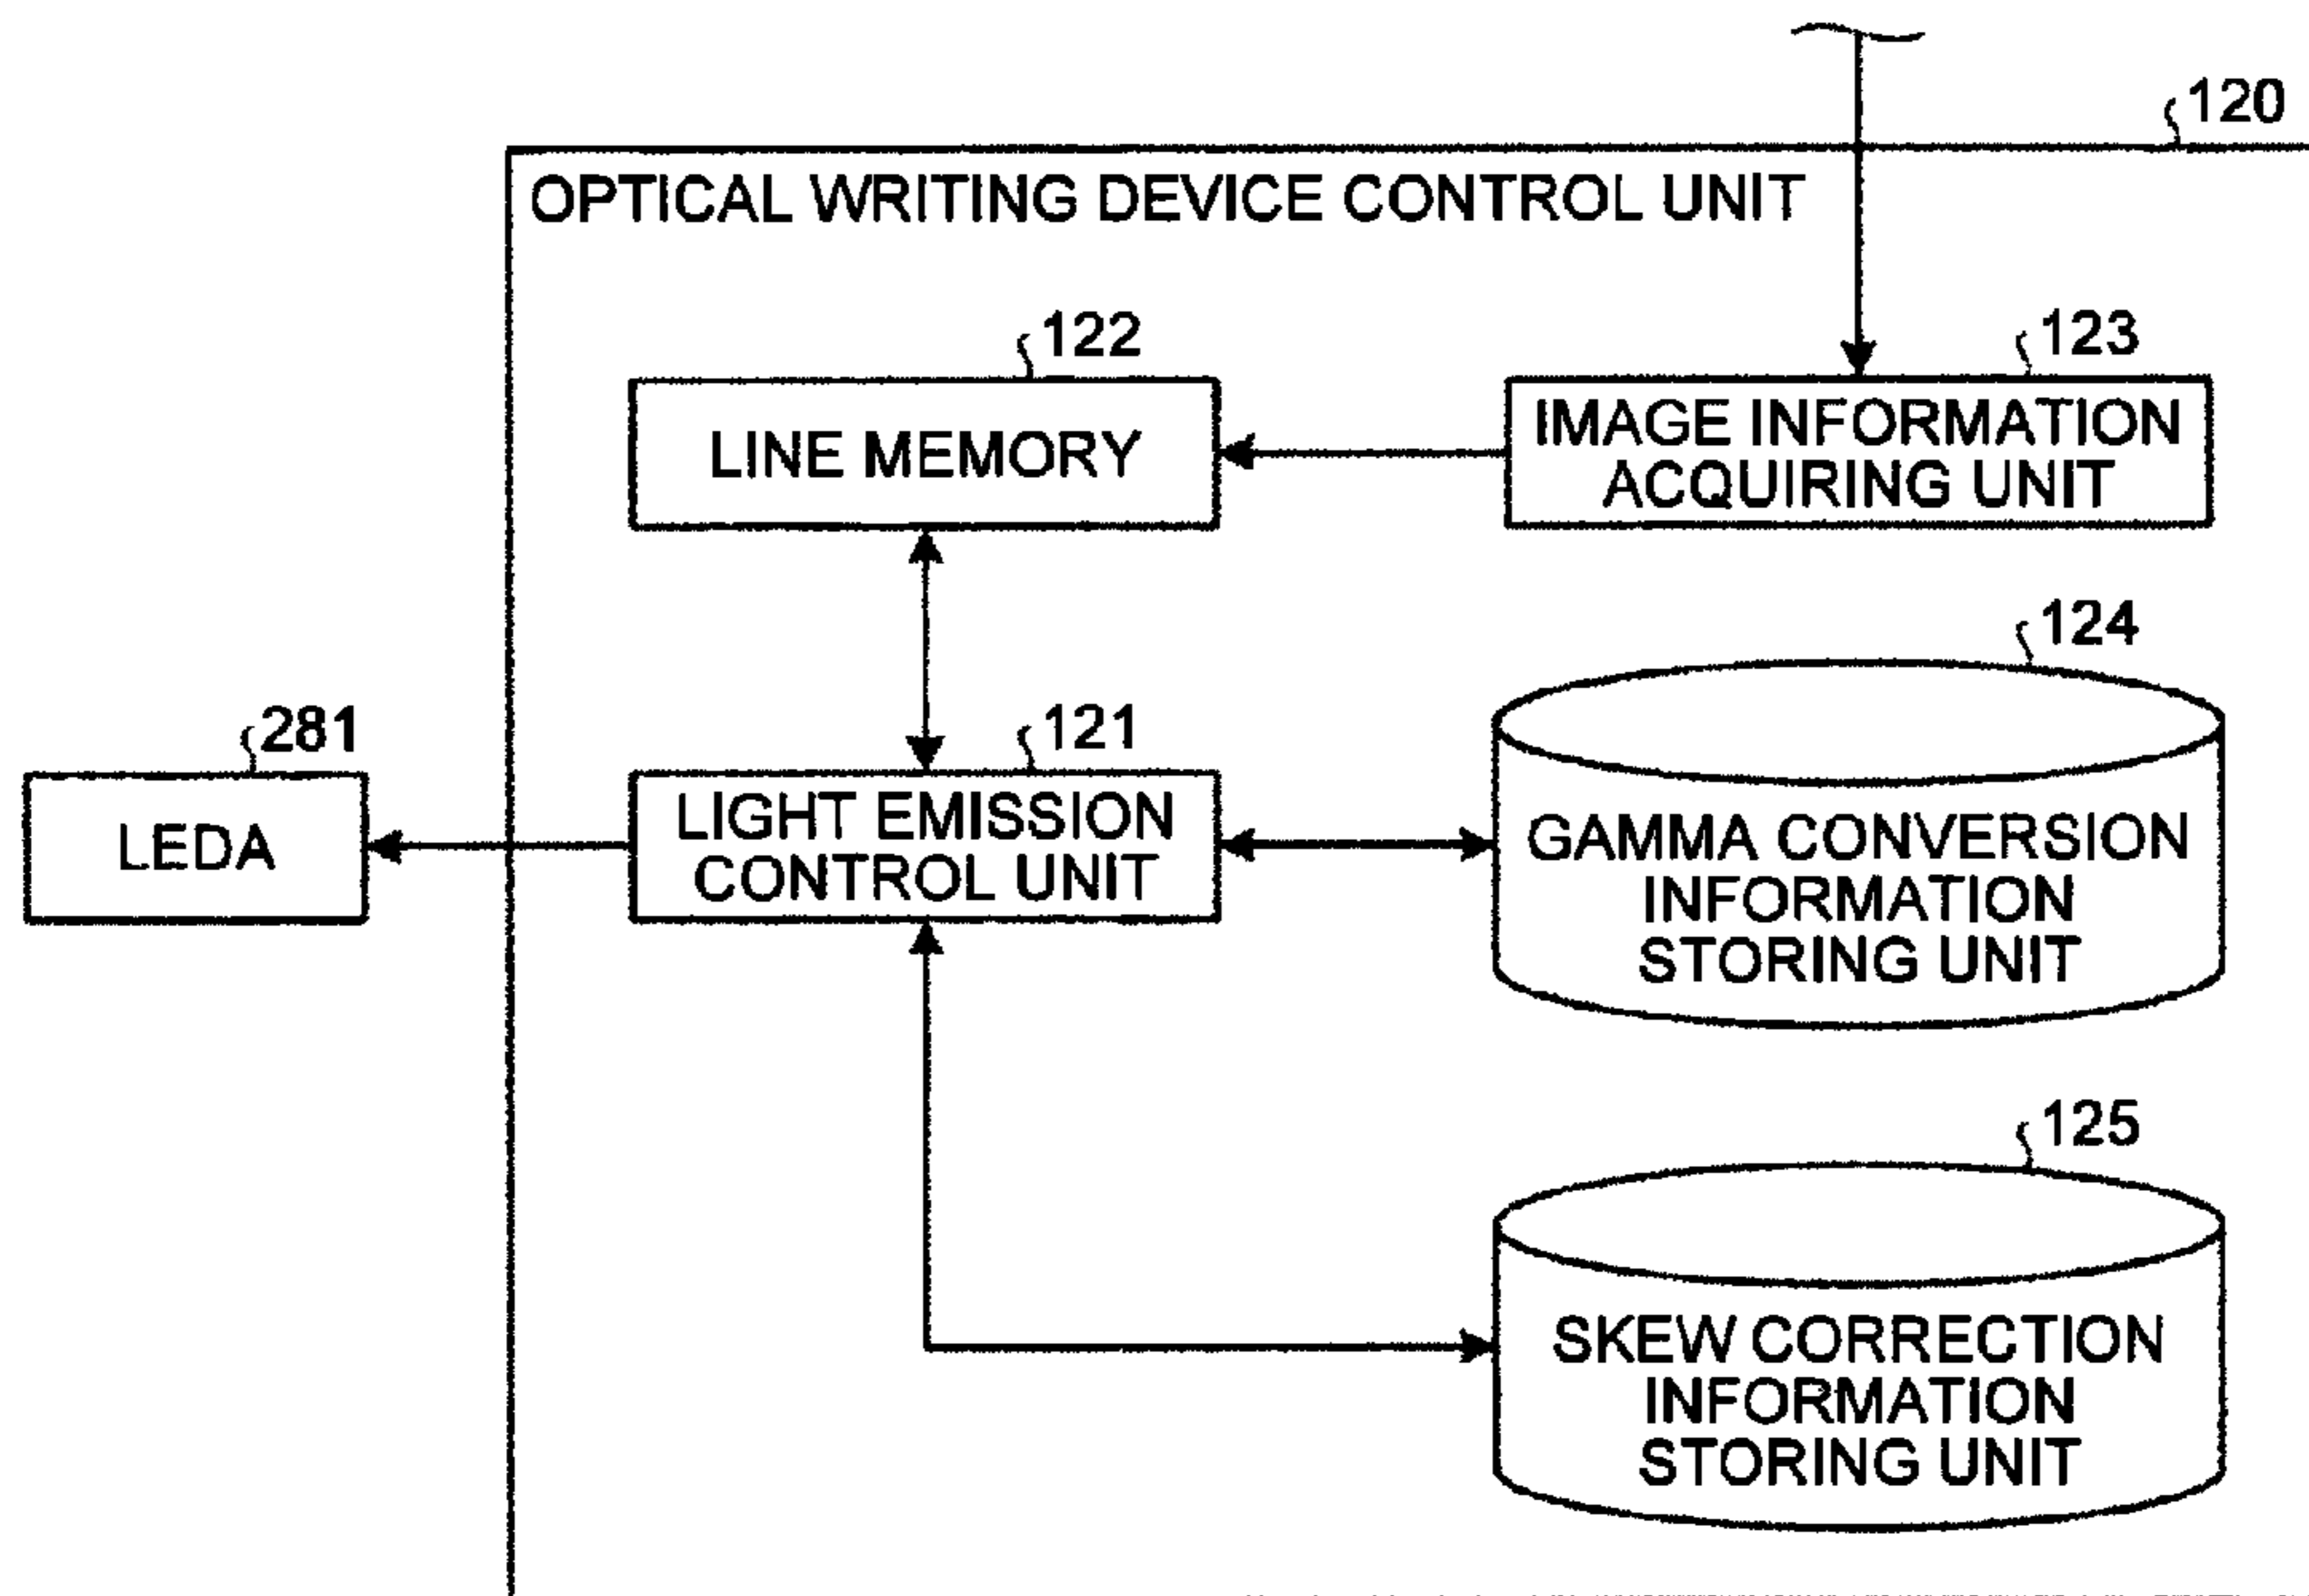 120
OPTICAL WRITING DEVICE CONTROL UNIT
122
123
LINE MEMORY
IMAGE INFORMATION
ACQUIRING UNIT
124
281
121
LEDA
LIGHT EMISSION
CONTROL UNIT
GAMMA CONVERSION
INFORMATION
STORING UNIT
125
SKEW CORRECTION
INFORMATION
STORING UNIT